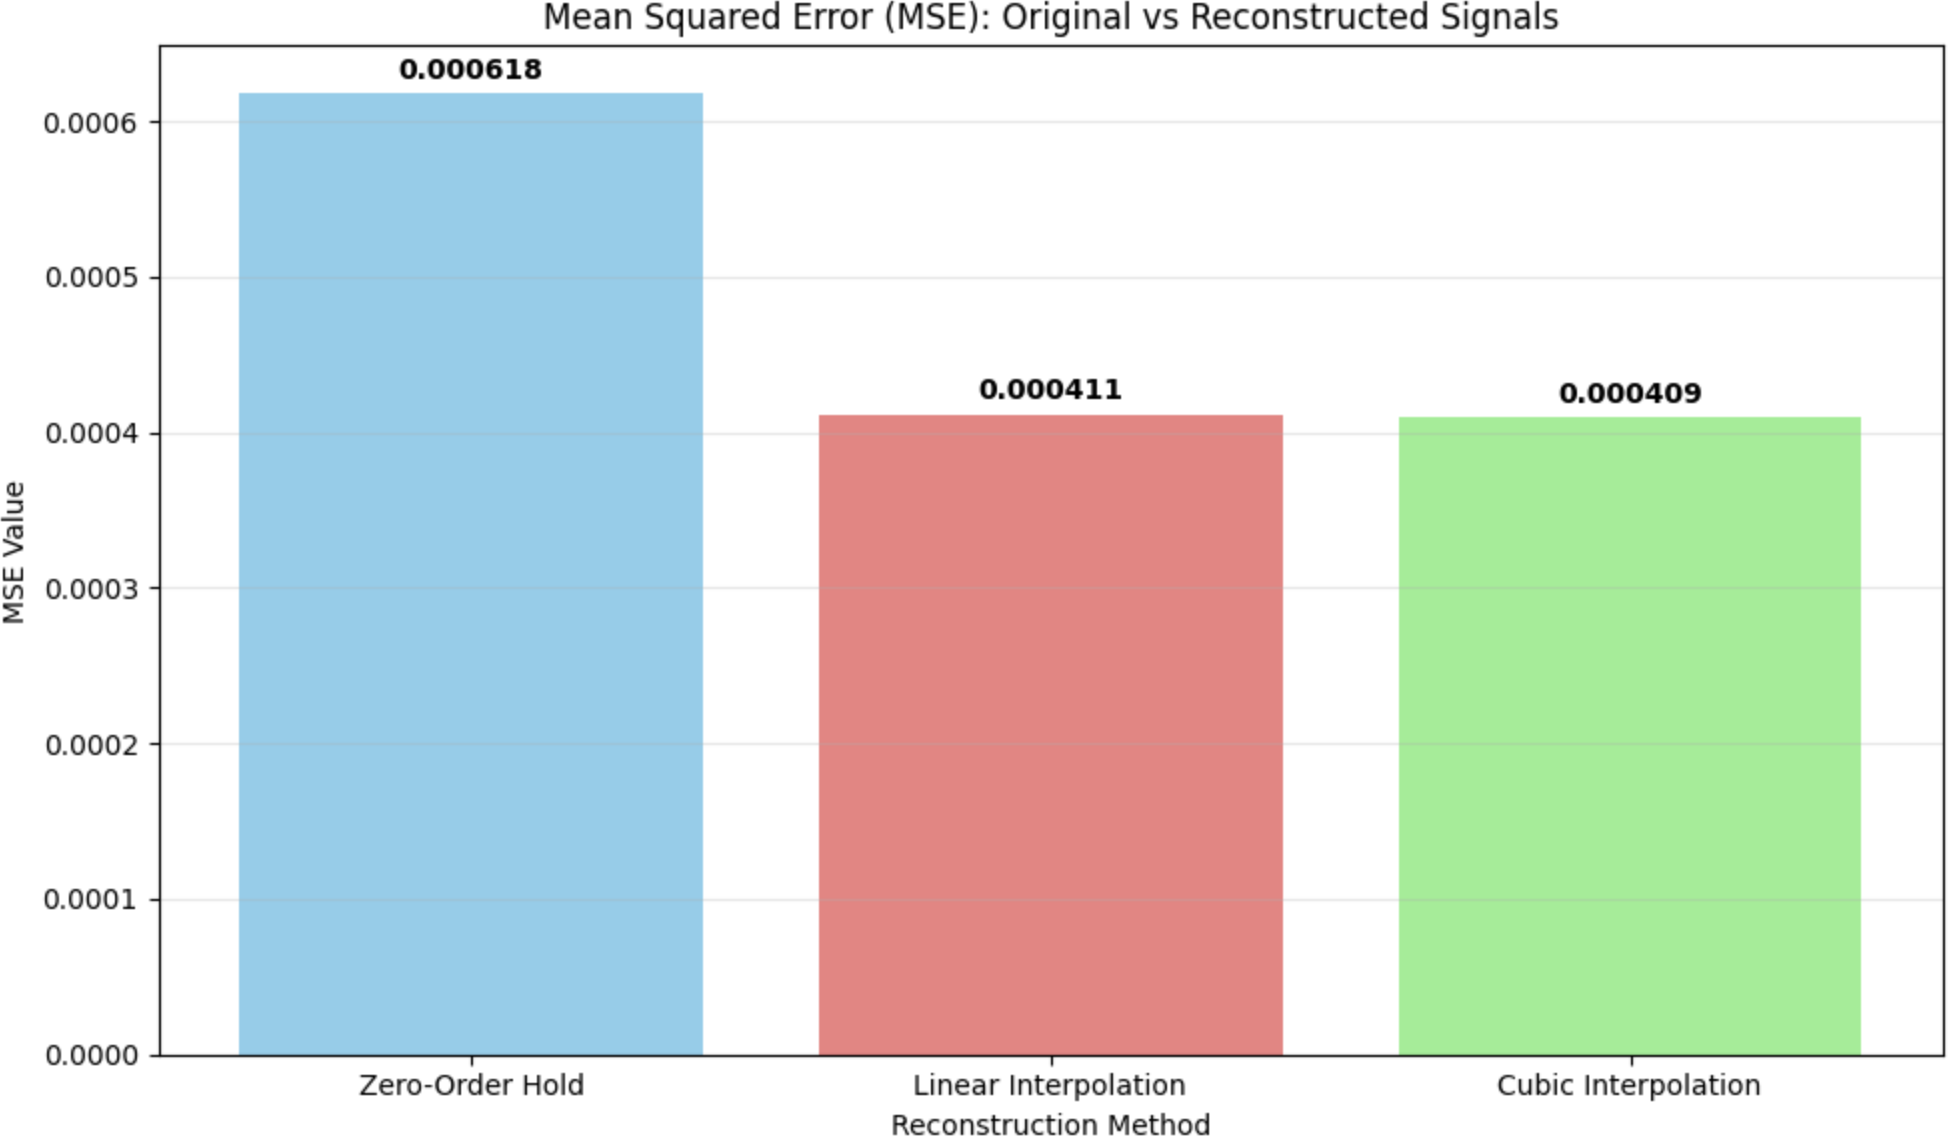 Mean Squared Error (MSE): Original vs Reconstructed Signals
0.000618
0.0006
0.0005
0.000411
0.000409
0.0004
MSE Value
0.0003
0.0002
0.0001
0.0000
Zero-Order Hold
Linear Interpolation
Cubic Interpolation
Reconstruction Method